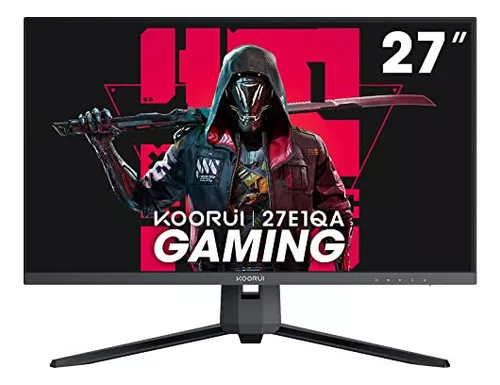 27"
KOORUI | 27E1QA
GAMING
KOORUI